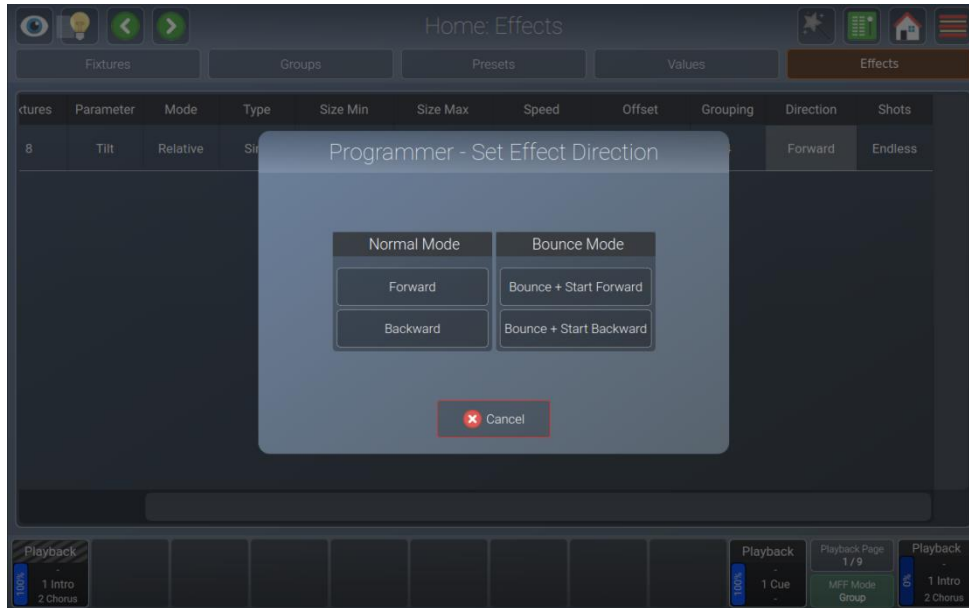 Home: Effects
Fixtures Groups Presets Values Effects
xtures Parameter Mode Type Size Min Size Max Speed Offset Grouping Direction Shots
8 Tilt Relative Forward Endless
Programmer - Set Effect Direction
Normal Mode Bounce Mode
Forward Bounce + Start Forward
Backward Bounce + Start Backward
Cancel
Playback
-
100%
1 Intro
2 Chorus
Playback
-
100%
1 Cue
-
Playback Page
1 / 9
-
MFF Mode
Group
Playback
-
0%
1 Intro
2 Chorus